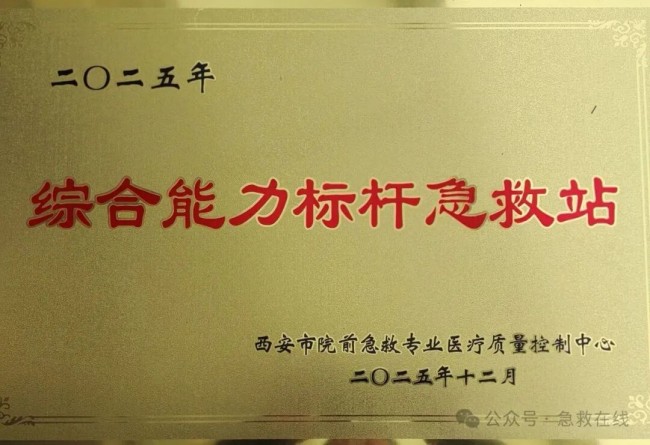 二〇二五年
综合能力标杆急救站
西安市院前急救专业医疗质量控制中心
二〇二五年十二月
公众号·急救在线